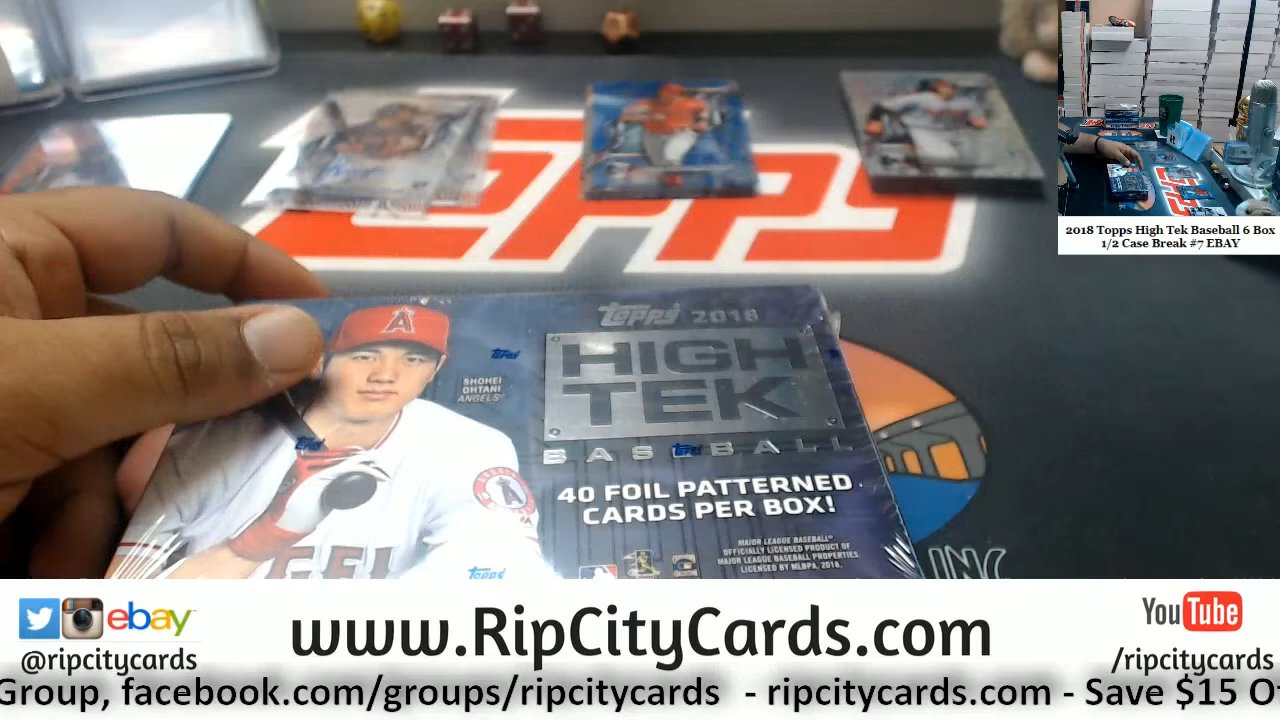 TOPPS
2018 Topps High Tek Baseball 6 Box
1/2 Case Break #7 EBAY
Topps 2018
HIGH
TEK
BASEBALL
SHOHEI
OHTANI
ANGELS
40 FOIL PATTERNED
CARDS PER BOX!
MAJOR LEAGUE BASEBALL
OFFICIALLY LICENSED PRODUCT OF
MAJOR LEAGUE BASEBALL PROPERTIES
LICENSED BY MLBPA, 2018.
Topps
INC
ebay
@ripcitycards
www.RipCityCards.com
YouTube
/ripcitycards
Group, facebook.com/groups/ripcitycards - ripcitycards.com - Save $15 O